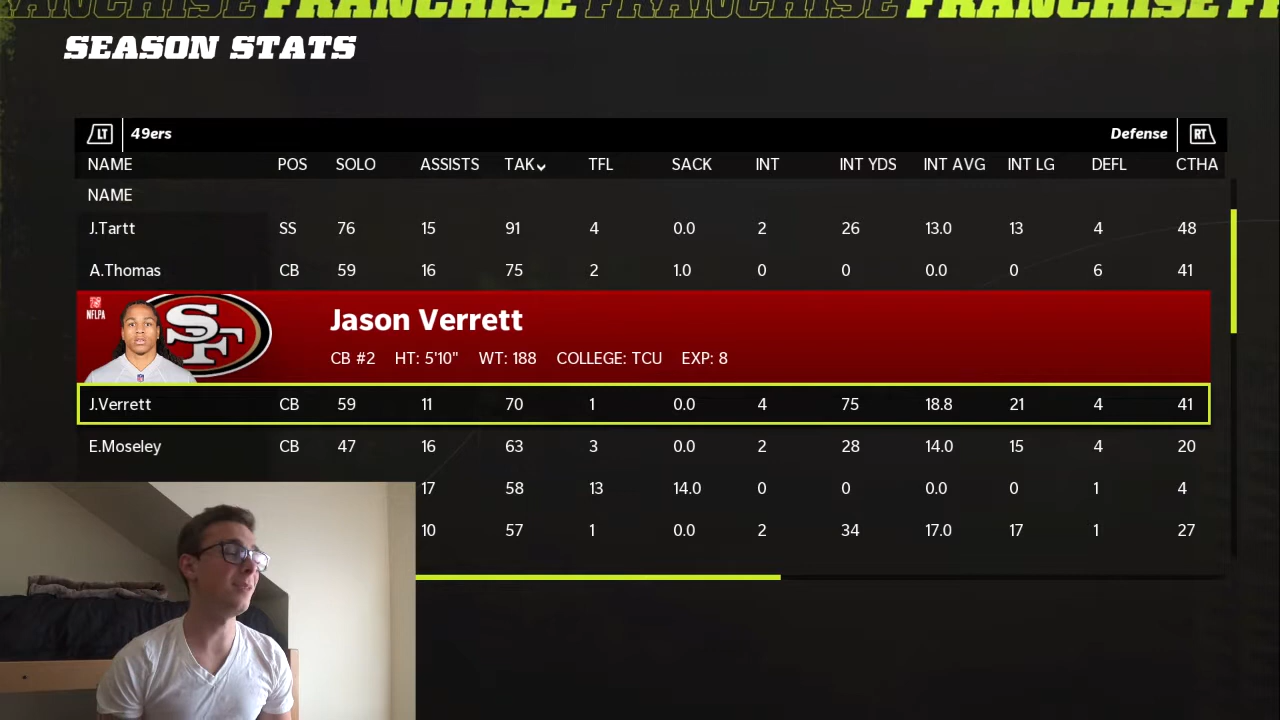 FRANCHISE FRANCHISE FRANCHISE FRANCHISE FR
SEASON STATS
LT 49ers Defense RT
NAME POS SOLO ASSISTS TAK TFL SACK INT INT YDS INT AVG INT LG DEFL CTHA
NAME
J.Tartt SS 76 15 91 4 0.0 2 26 13.0 13 4 48
A.Thomas CB 59 16 75 2 1.0 0 0 0.0 0 6 41
NFLPA
SF
Jason Verrett
CB #2 HT: 5'10" WT: 188 COLLEGE: TCU EXP: 8
J.Verrett CB 59 11 70 1 0.0 4 75 18.8 21 4 41
E.Moseley CB 47 16 63 3 0.0 2 28 14.0 15 4 20
17 58 13 14.0 0 0 0.0 0 1 4
10 57 1 0.0 2 34 17.0 17 1 27